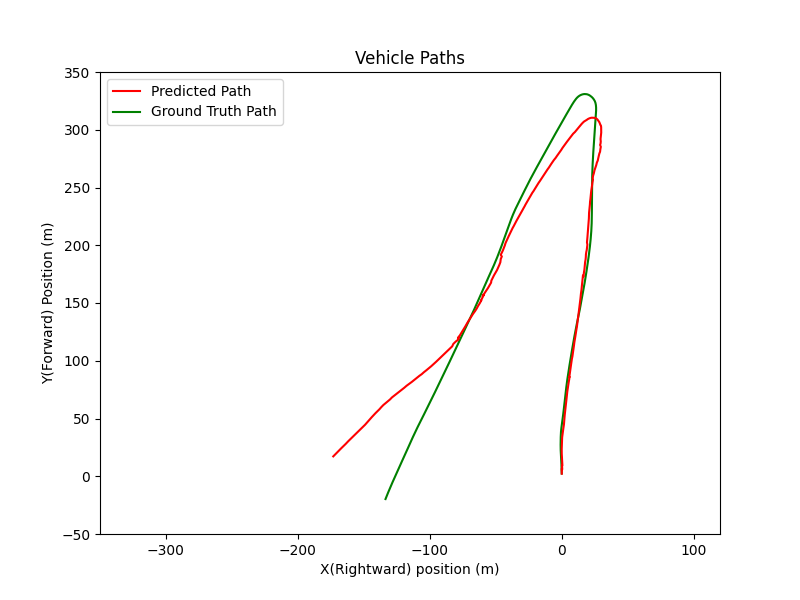 Vehicle Paths
Predicted Path
Ground Truth Path
350
300
250
200
150
100
50
0
−50
Y(Forward) Position (m)
−300
−200
−100
0
100
X(Rightward) position (m)